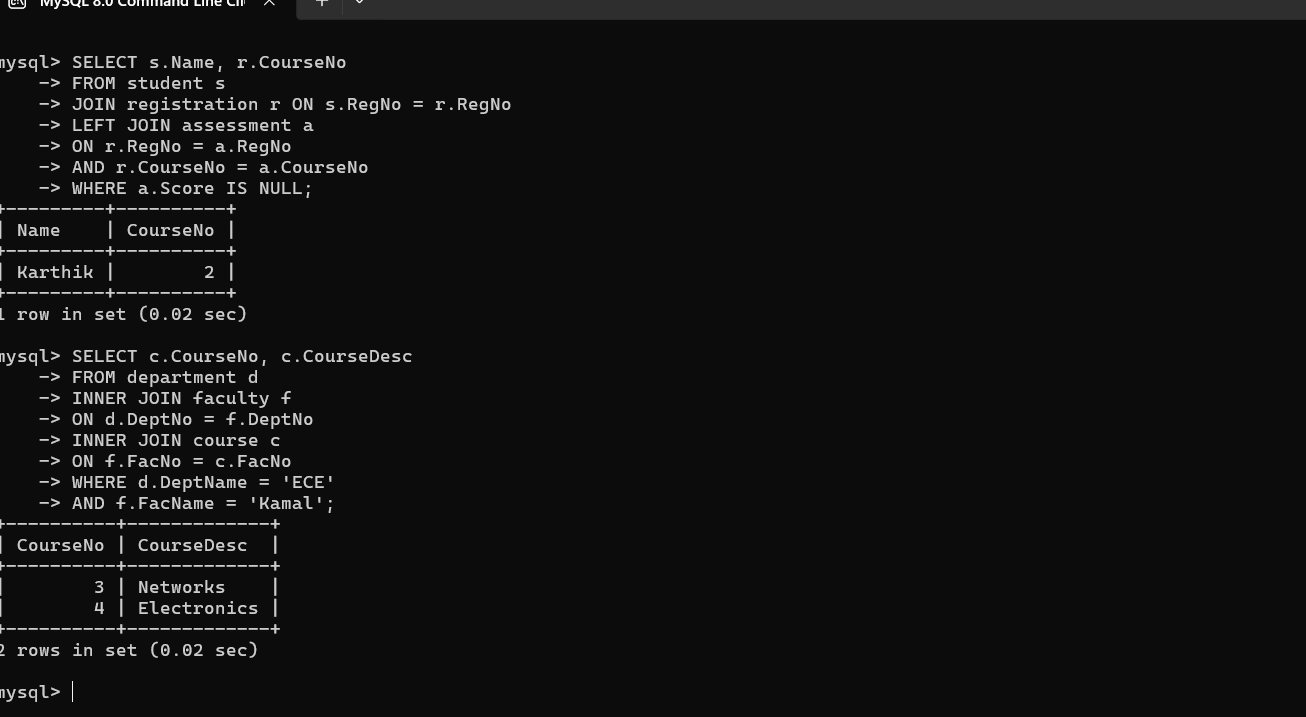 MySQL 8.0 Command Line Cli
mysql> SELECT s.Name, r.CourseNo
    -> FROM student s
    -> JOIN registration r ON s.RegNo = r.RegNo
    -> LEFT JOIN assessment a
    -> ON r.RegNo = a.RegNo
    -> AND r.CourseNo = a.CourseNo
    -> WHERE a.Score IS NULL;
+---------+----------+
| Name    | CourseNo |
+---------+----------+
| Karthik |        2 |
+---------+----------+
1 row in set (0.02 sec)
mysql> SELECT c.CourseNo, c.CourseDesc
    -> FROM department d
    -> INNER JOIN faculty f
    -> ON d.DeptNo = f.DeptNo
    -> INNER JOIN course c
    -> ON f.FacNo = c.FacNo
    -> WHERE d.DeptName = 'ECE'
    -> AND f.FacName = 'Kamal';
+----------+-------------+
| CourseNo | CourseDesc  |
+----------+-------------+
|        3 | Networks    |
|        4 | Electronics |
+----------+-------------+
2 rows in set (0.02 sec)
mysql>